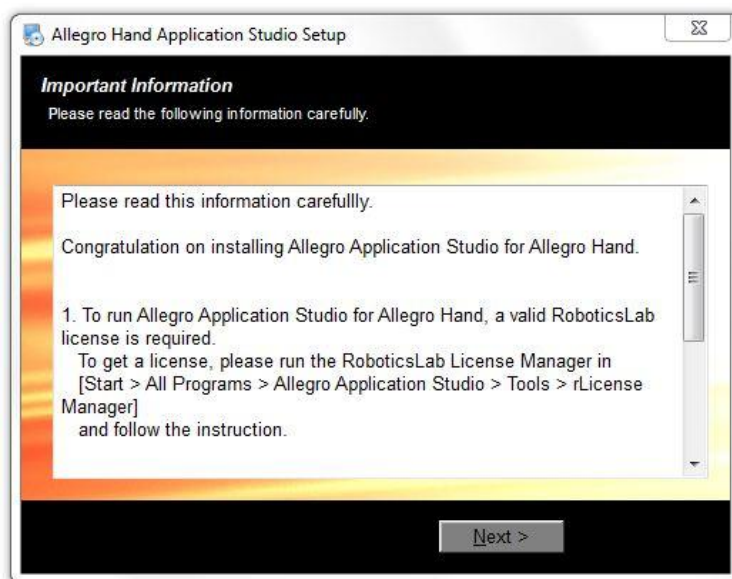 Allegro Hand Application Studio Setup
Important Information
Please read the following information carefully.
Please read this information carefullly.
Congratulation on installing Allegro Application Studio for Allegro Hand.
1. To run Allegro Application Studio for Allegro Hand, a valid RoboticsLab
license is required.
To get a license, please run the RoboticsLab License Manager in
[Start > All Programs > Allegro Application Studio > Tools > rLicense
Manager]
and follow the instruction.
Next >